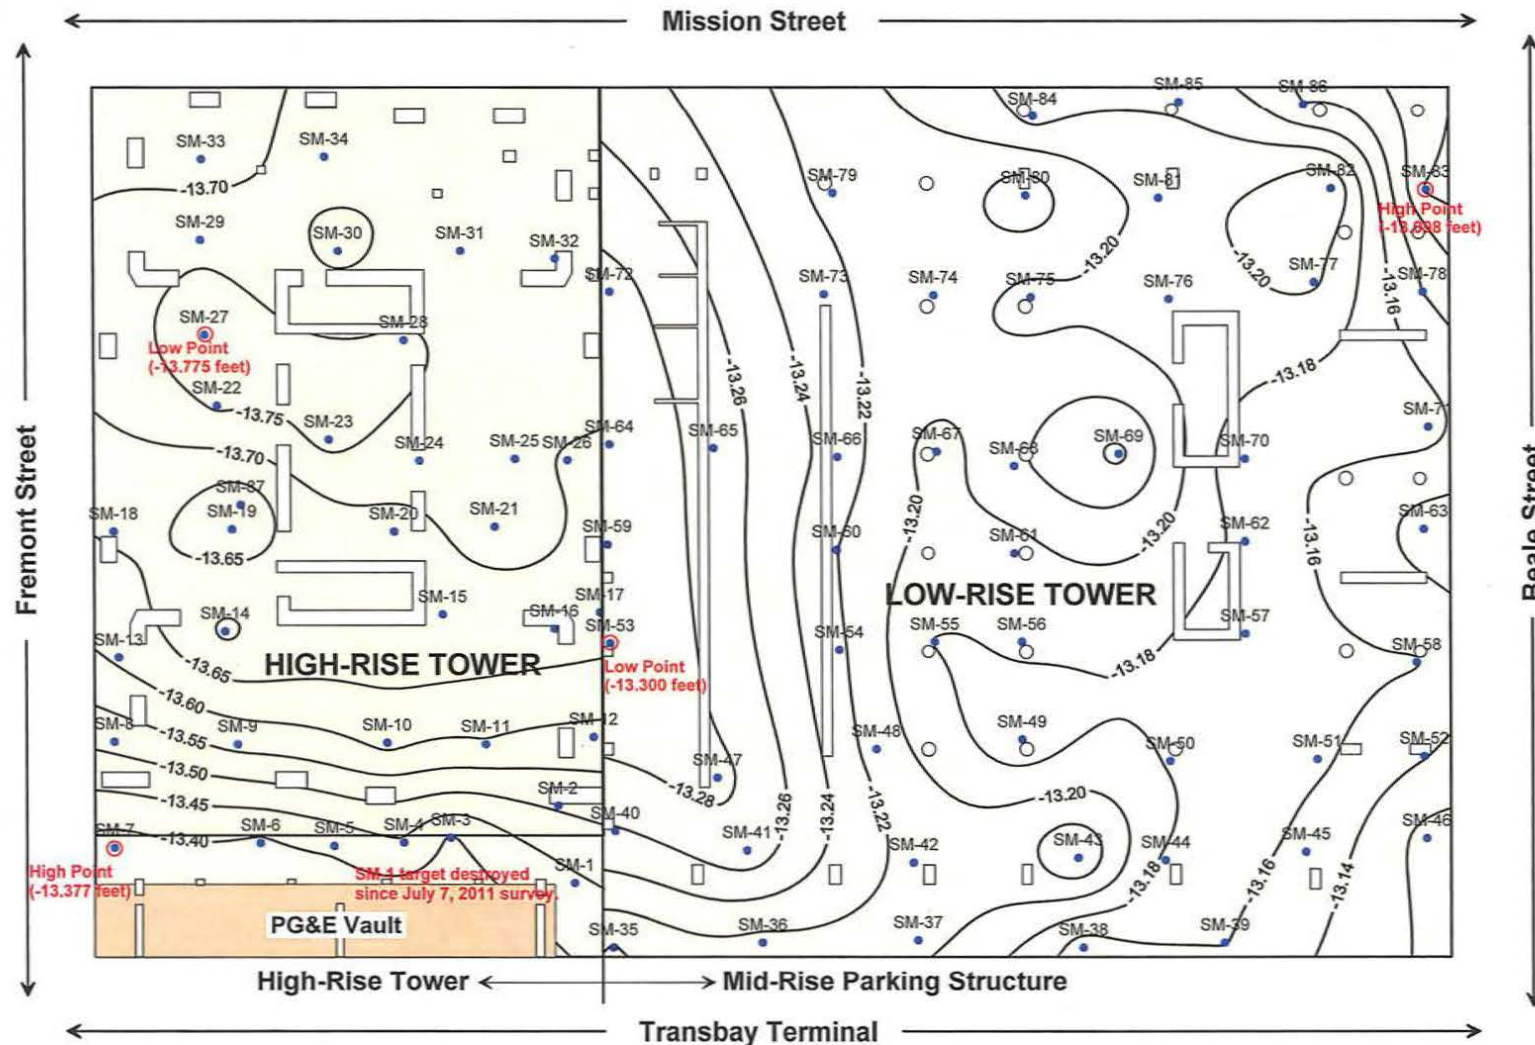 Mission Street
SM-85
SM-86
SM-84
SM-33
SM-34
-13.70
SM-79
SM-80
SM-81
SM-82
SM-83
High Point
SM-29
SM-30
SM-31
SM-32
-13.20
-13.20
SM-72
SM-73
SM-74
SM-75
SM-76
SM-77
SM-78
-13.16
SM-27
Low Point
(-13.775 feet)
SM-28
-13.26
-13.24
-13.22
-13.18
SM-22
-13.75
SM-23
SM-24
SM-25
SM-26
SM-64
SM-65
SM-66
SM-67
SM-68
SM-69
SM-70
SM-71
-13.70
Fremont Street
Beale Street
SM-87
SM-19
SM-18
SM-20
SM-21
SM-59
SM-60
-13.20
SM-61
-13.20
SM-62
-13.16
SM-63
-13.65
LOW-RISE TOWER
SM-14
SM-15
SM-16
SM-17
SM-53
Low Point
(-13.300 feet)
SM-54
SM-55
SM-56
SM-57
SM-58
SM-13
-13.65
HIGH-RISE TOWER
-13.18
-13.60
SM-8
SM-9
SM-10
SM-11
SM-12
-13.55
SM-48
SM-49
SM-50
SM-51
SM-52
-13.50
SM-47
-13.28
-13.26
-13.24
-13.22
-13.20
-13.45
SM-2
SM-40
SM-41
SM-42
SM-43
SM-44
SM-45
SM-46
SM-7
-13.40
SM-6
SM-5
SM-4
SM-3
High Point
(-13.377 feet)
SM-1
SM-1 target destroyed
since July 7, 2011 survey.
-13.18
-13.16
-13.14
PG&E Vault
SM-35
SM-36
SM-37
SM-38
SM-39
High-Rise Tower
Mid-Rise Parking Structure
Transbay Terminal